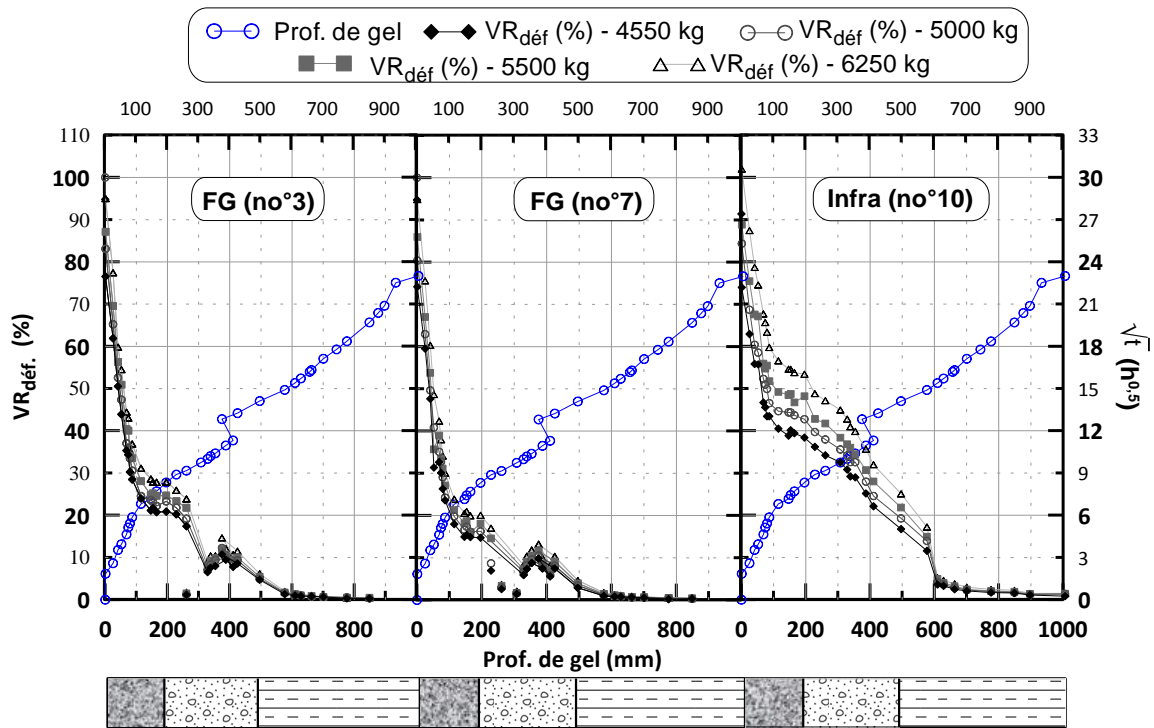 Prof. de gel VRdéf (%) - 4550 kg VRdéf (%) - 5000 kg
VRdéf (%) - 5500 kg VRdéf (%) - 6250 kg
100 300 500 700 900 100 300 500 700 900 100 300 500 700 900
110 33
100 30
90 27
80 24
70 21
60 18
50 15
40 12
30 9
20 6
10 3
0 0
FG (no°3) FG (no°7) Infra (no°10)
VRdéf. (%)
√t (h0,5)
0 200 400 600 800 0 200 400 600 800 0 200 400 600 800 1000
Prof. de gel (mm)